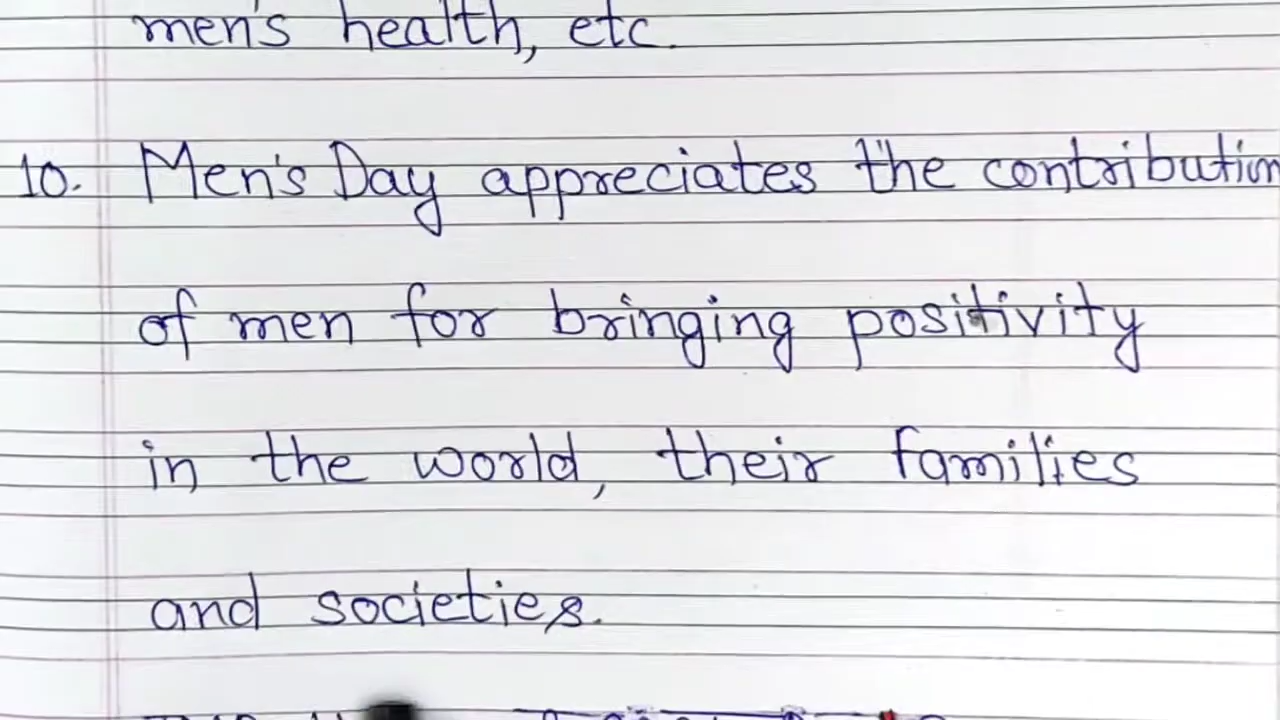 men's health, etc.
10. Men's Day appreciates the contribution
of men for bringing positivity
in the world, their families
and societies.